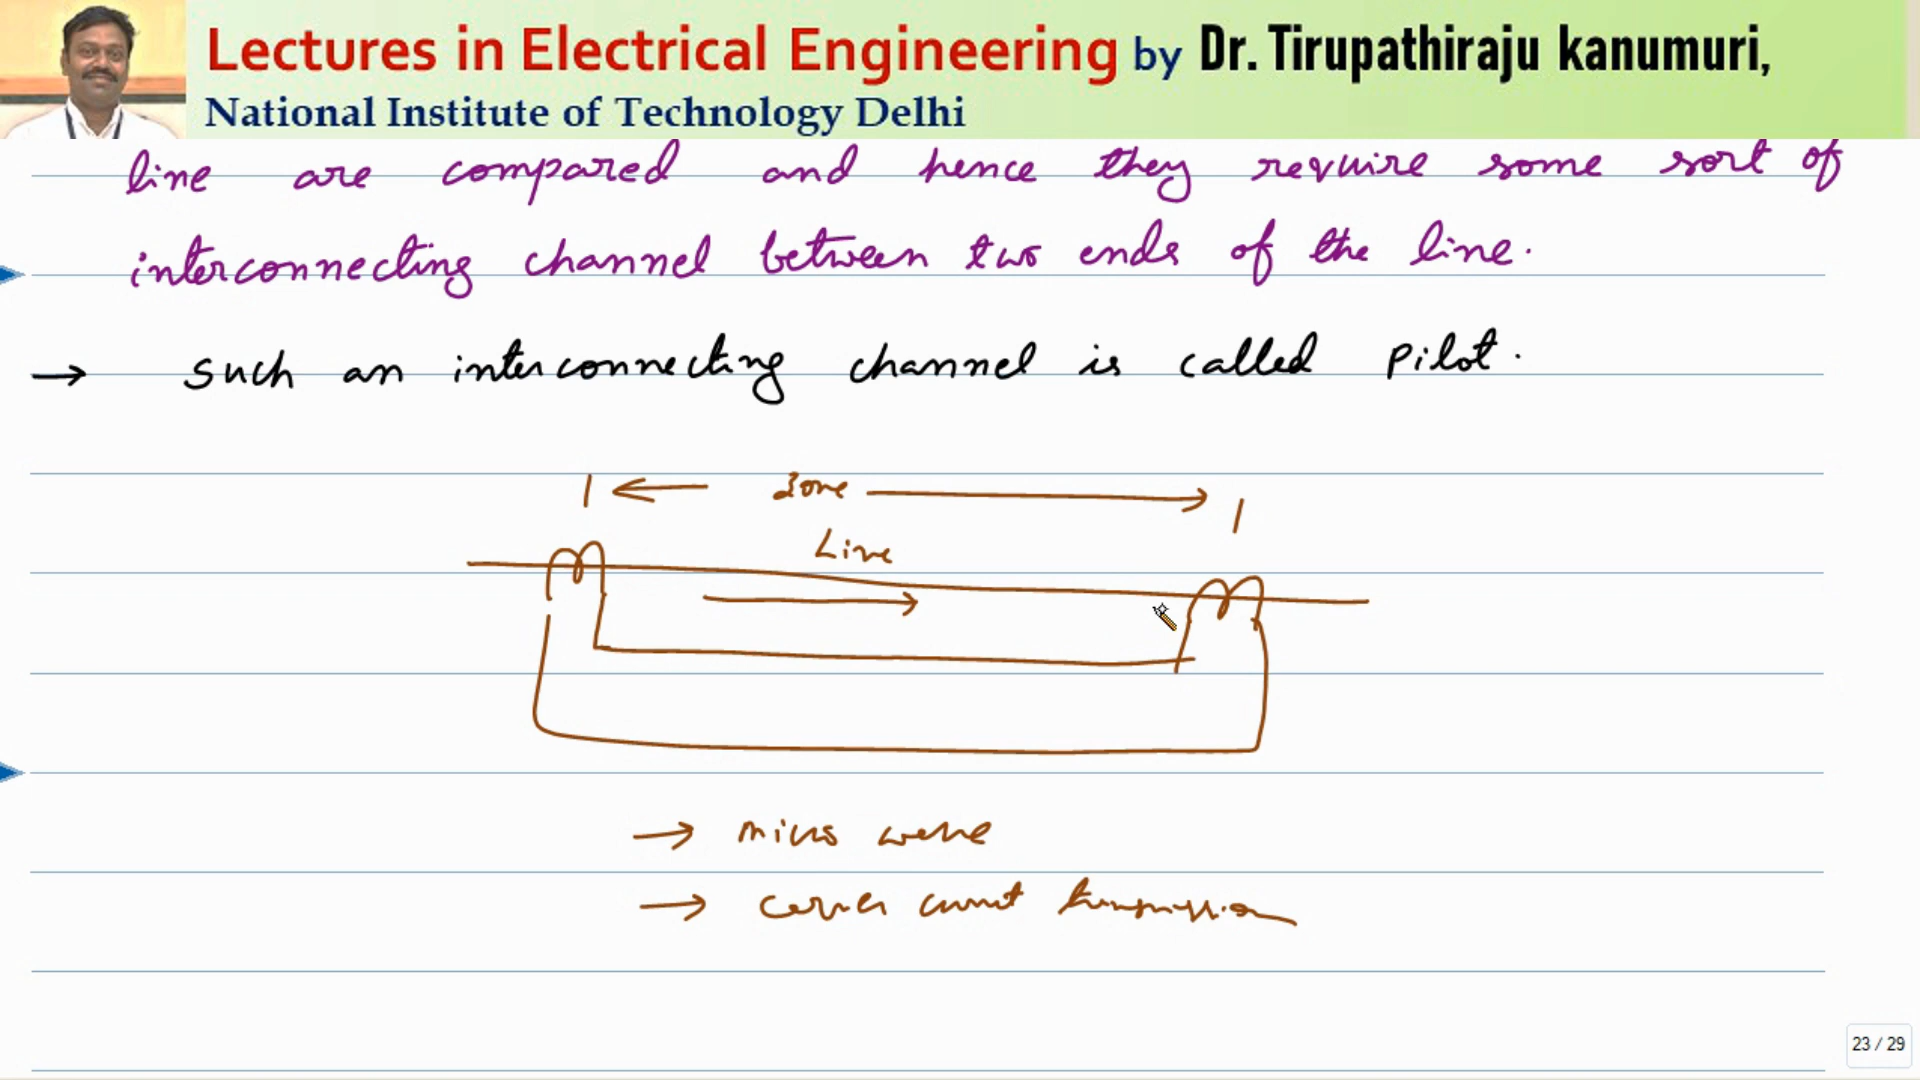 Lectures in Electrical Engineering by Dr. Tirupathiraju kanumuri,
National Institute of Technology Delhi
line are compared and hence they require some sort of
interconnecting channel between two ends of the line.
→ such an interconnecting channel is called Pilot.
Zone
Line
→
→
23 / 29